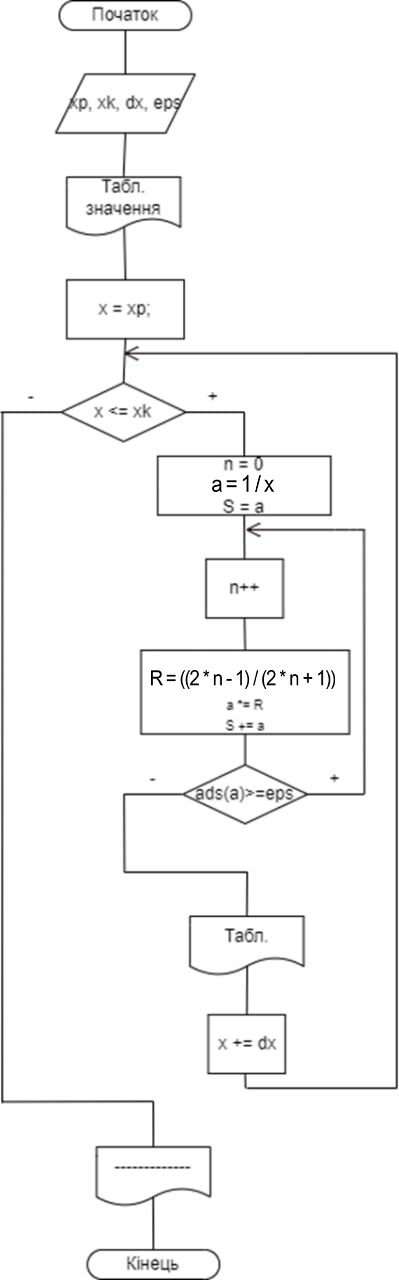 Початок
xp, xk, dx, eps
Табл.
значення
x = xp;
x <= xk
-
+
n = 0
a = 1 / x
S = a
n++
R = ((2 * n - 1) / (2 * n + 1))
a *= R
S += a
ads(a)>=eps
-
+
Табл.
x += dx
-------------
Кінець